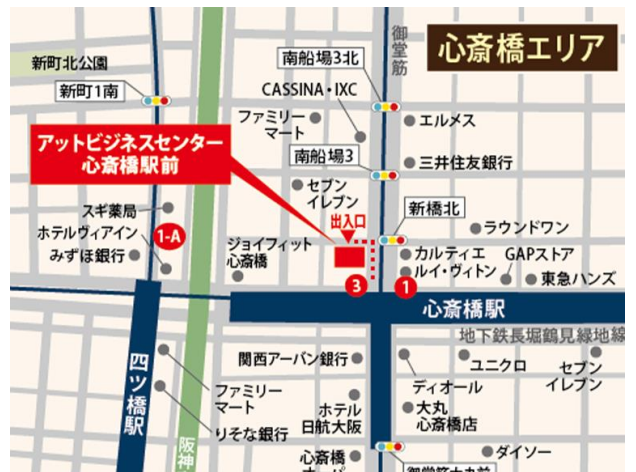 心斎橋エリア
御堂筋
新町北公園
新町1南
南船場3北
CASSINA・IXC
ファミリー
マート
エルメス
南船場3
三井住友銀行
アットビジネスセンター
心斎橋駅前
セブン
イレブン
新橋北
出入口
ラウンドワン
スギ薬局
1-A
ホテルヴィアイン
みずほ銀行
ジョイフィット
心斎橋
カルティエ
ルイ・ヴィトン
GAPストア
東急ハンズ
3
1
心斎橋駅
地下鉄長堀鶴見緑地線
四ツ橋駅
関西アーバン銀行
ディオール
ユニクロ
セブン
イレブン
ファミリー
マート
りそな銀行
ホテル
日航大阪
大丸
心斎橋店
阪神
心斎橋
ダイソー